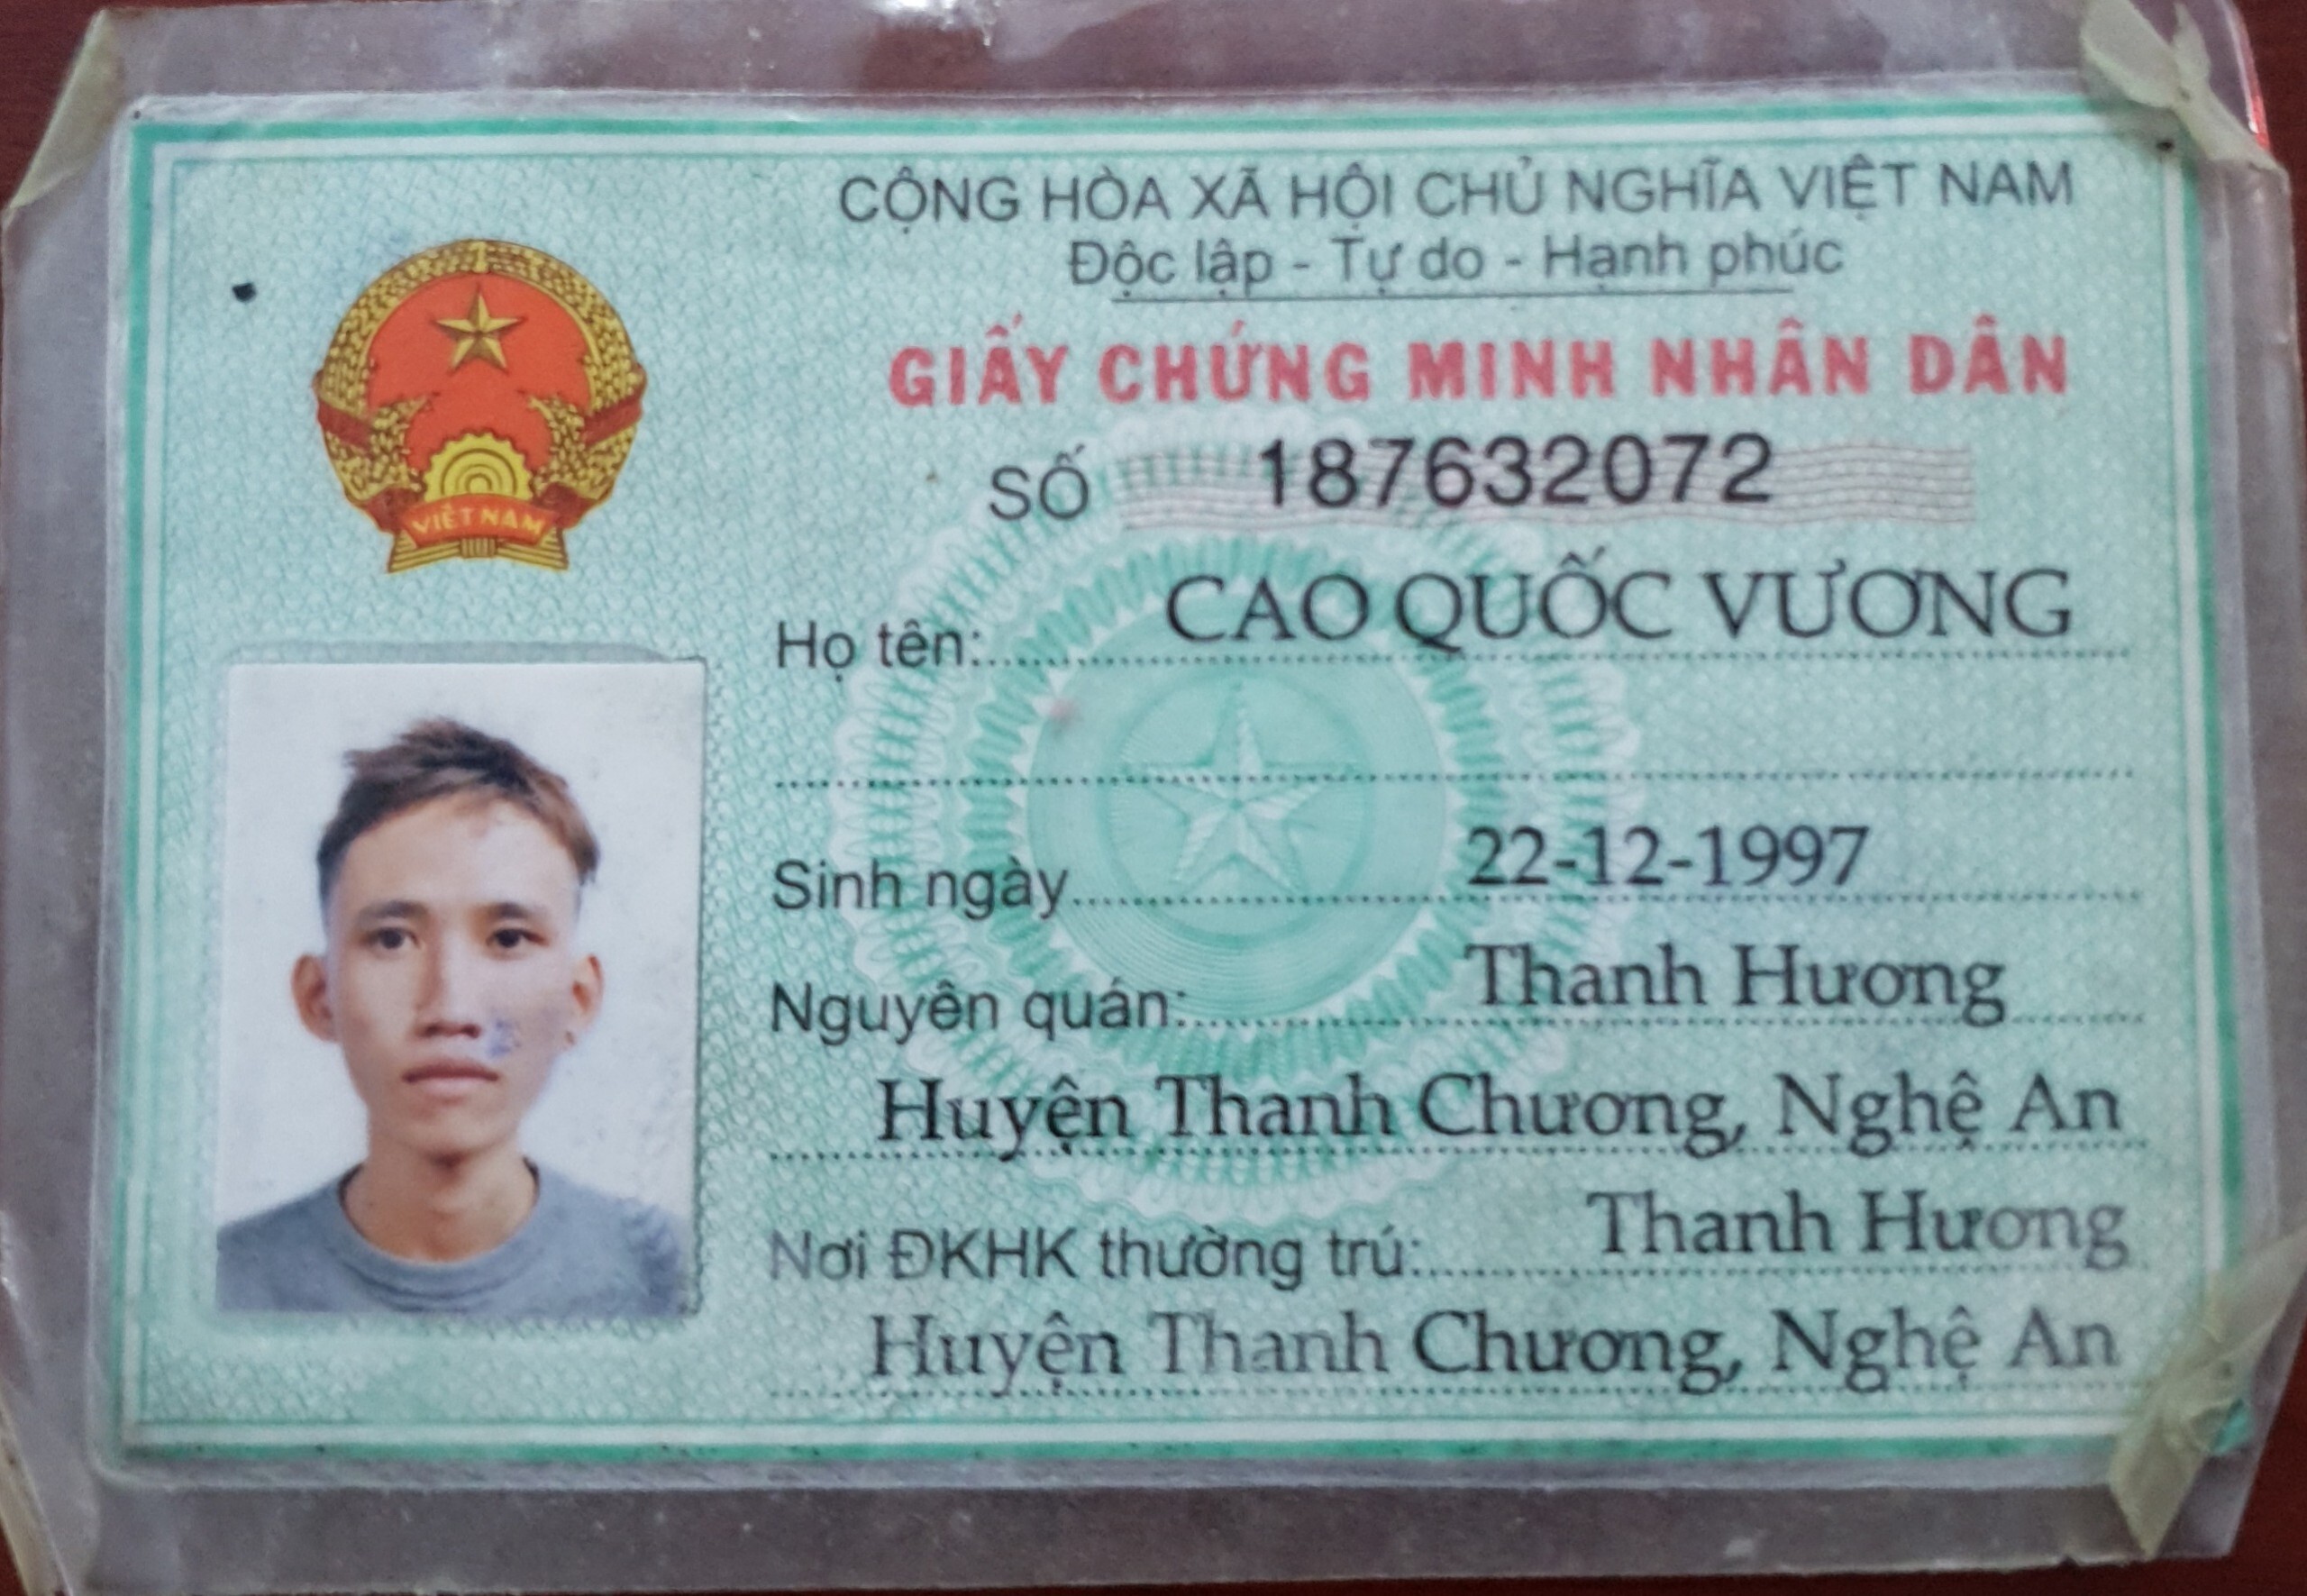 CỘNG HÒA XÃ HỘI CHỦ NGHĨA VIỆT NAM
Độc lập - Tự do - Hạnh phúc
GIẤY CHỨNG MINH NHÂN DÂN
SỐ 187632072
VIỆT NAM
Họ tên: CAO QUỐC VƯƠNG
Sinh ngày 22-12-1997
Nguyên quán: Thanh Hương
Huyện Thanh Chương, Nghệ An
Nơi ĐKHK thường trú: Thanh Hương
Huyện Thanh Chương, Nghệ An